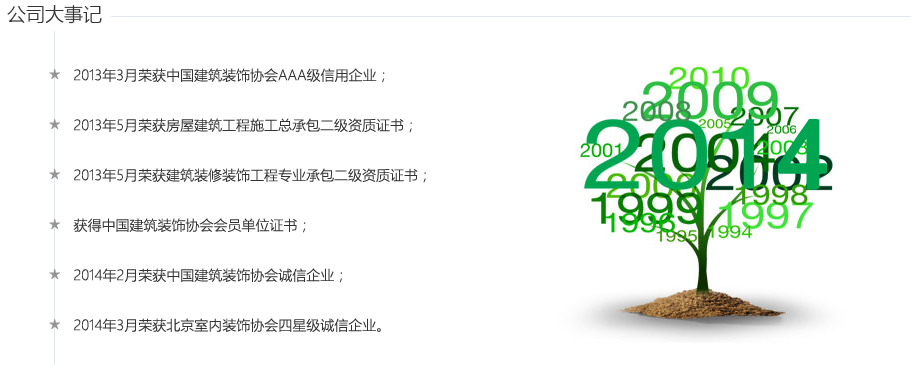 公司大事记
★ 2013年3月荣获中国建筑装饰协会AAA级信用企业；
★ 2013年5月荣获房屋建筑工程施工总承包二级资质证书；
★ 2013年5月荣获建筑装修装饰工程专业承包二级资质证书；
★ 获得中国建筑装饰协会会员单位证书；
★ 2014年2月荣获中国建筑装饰协会诚信企业；
★ 2014年3月荣获北京室内装饰协会四星级诚信企业。
2010
2009
2008
2007
2005
2006
2014
2001
2004
2003
2002
2000
1998
1999
1997
1996
1995
1994